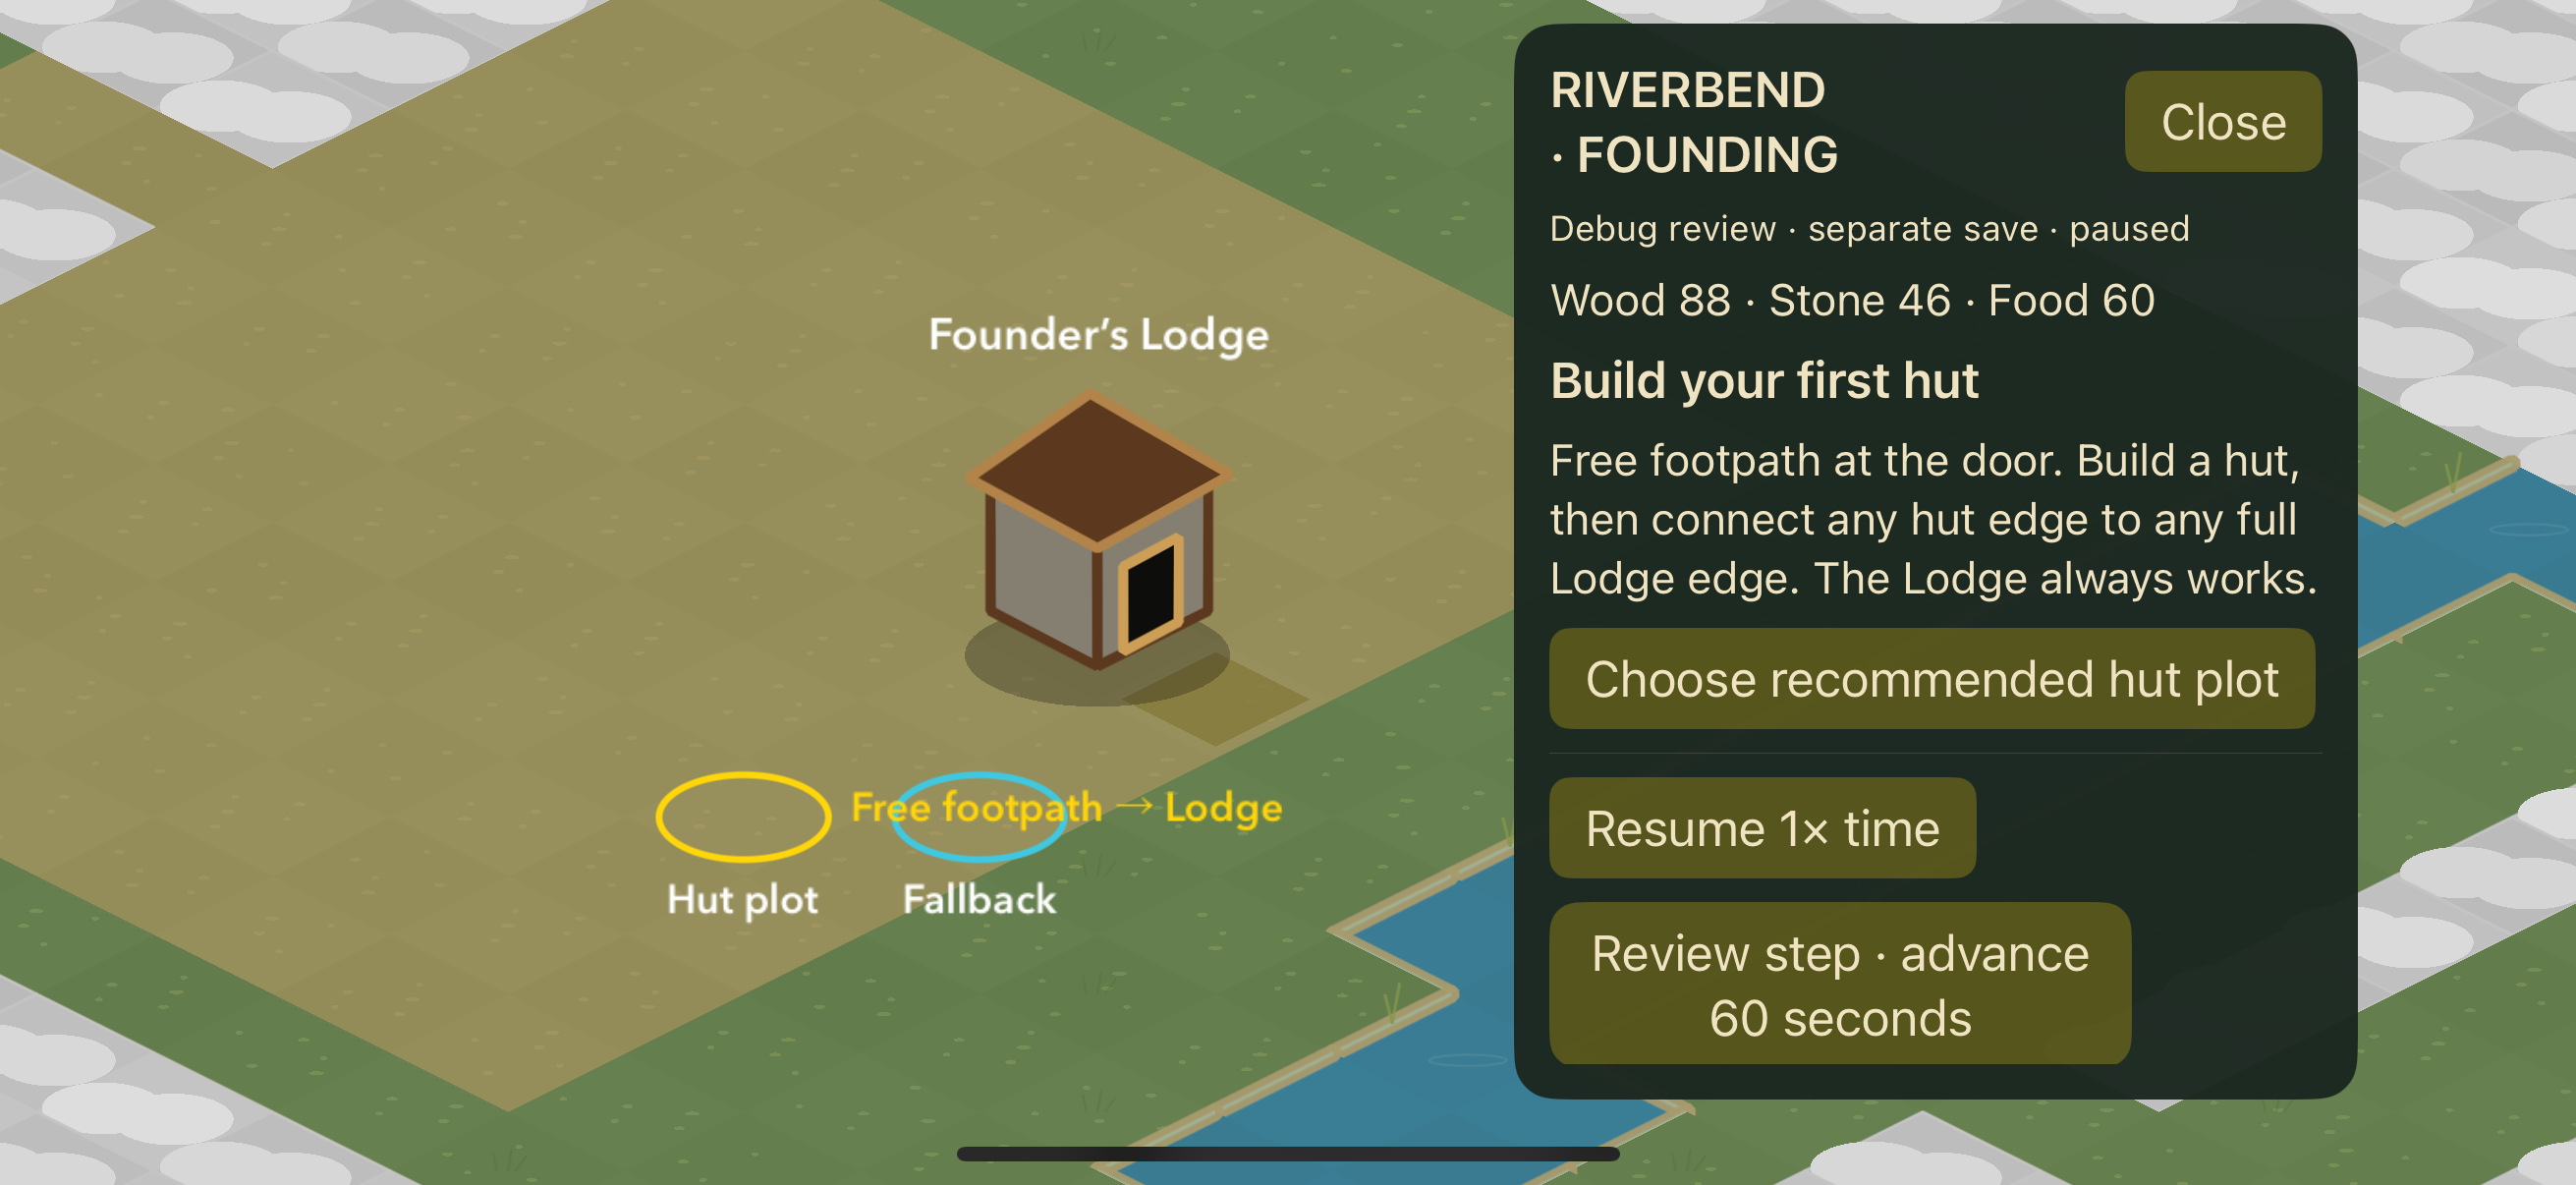 Founder's Lodge
Free footpath → Lodge
Hut plot
Fallback
RIVERBEND
· FOUNDING
Close
Debug review · separate save · paused
Wood 88 · Stone 46 · Food 60
Build your first hut
Free footpath at the door. Build a hut,
then connect any hut edge to any full
Lodge edge. The Lodge always works.
Choose recommended hut plot
Resume 1× time
Review step · advance
60 seconds